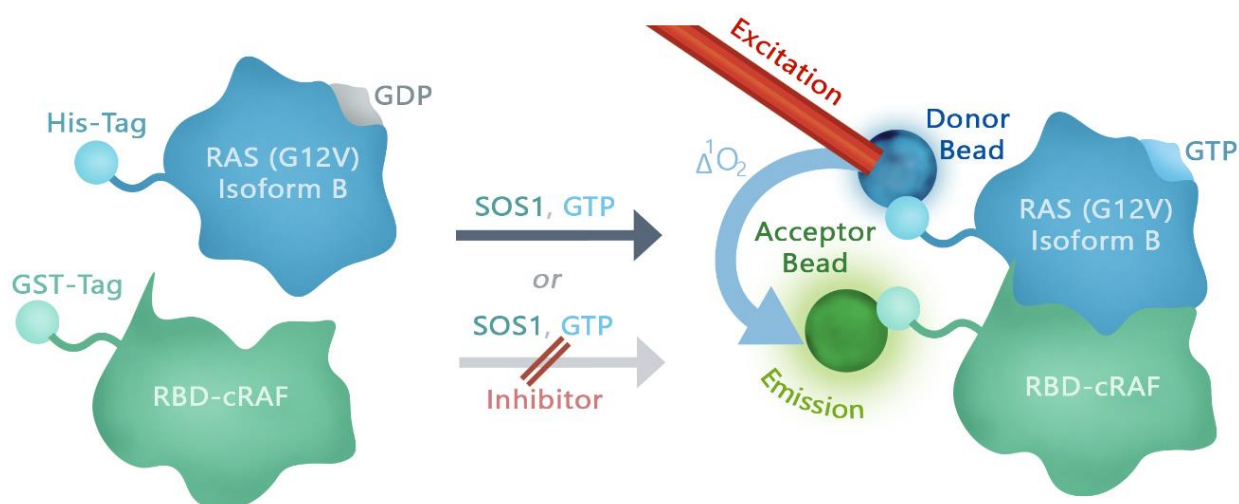 GDP
His-Tag
RAS (G12V)
Isoform B
GST-Tag
RBD-cRAF
SOS1, GTP
or
SOS1, GTP
Inhibitor
Excitation
Δ¹O₂
Donor
Bead
GTP
RAS (G12V)
Isoform B
Acceptor
Bead
Emission
RBD-cRAF